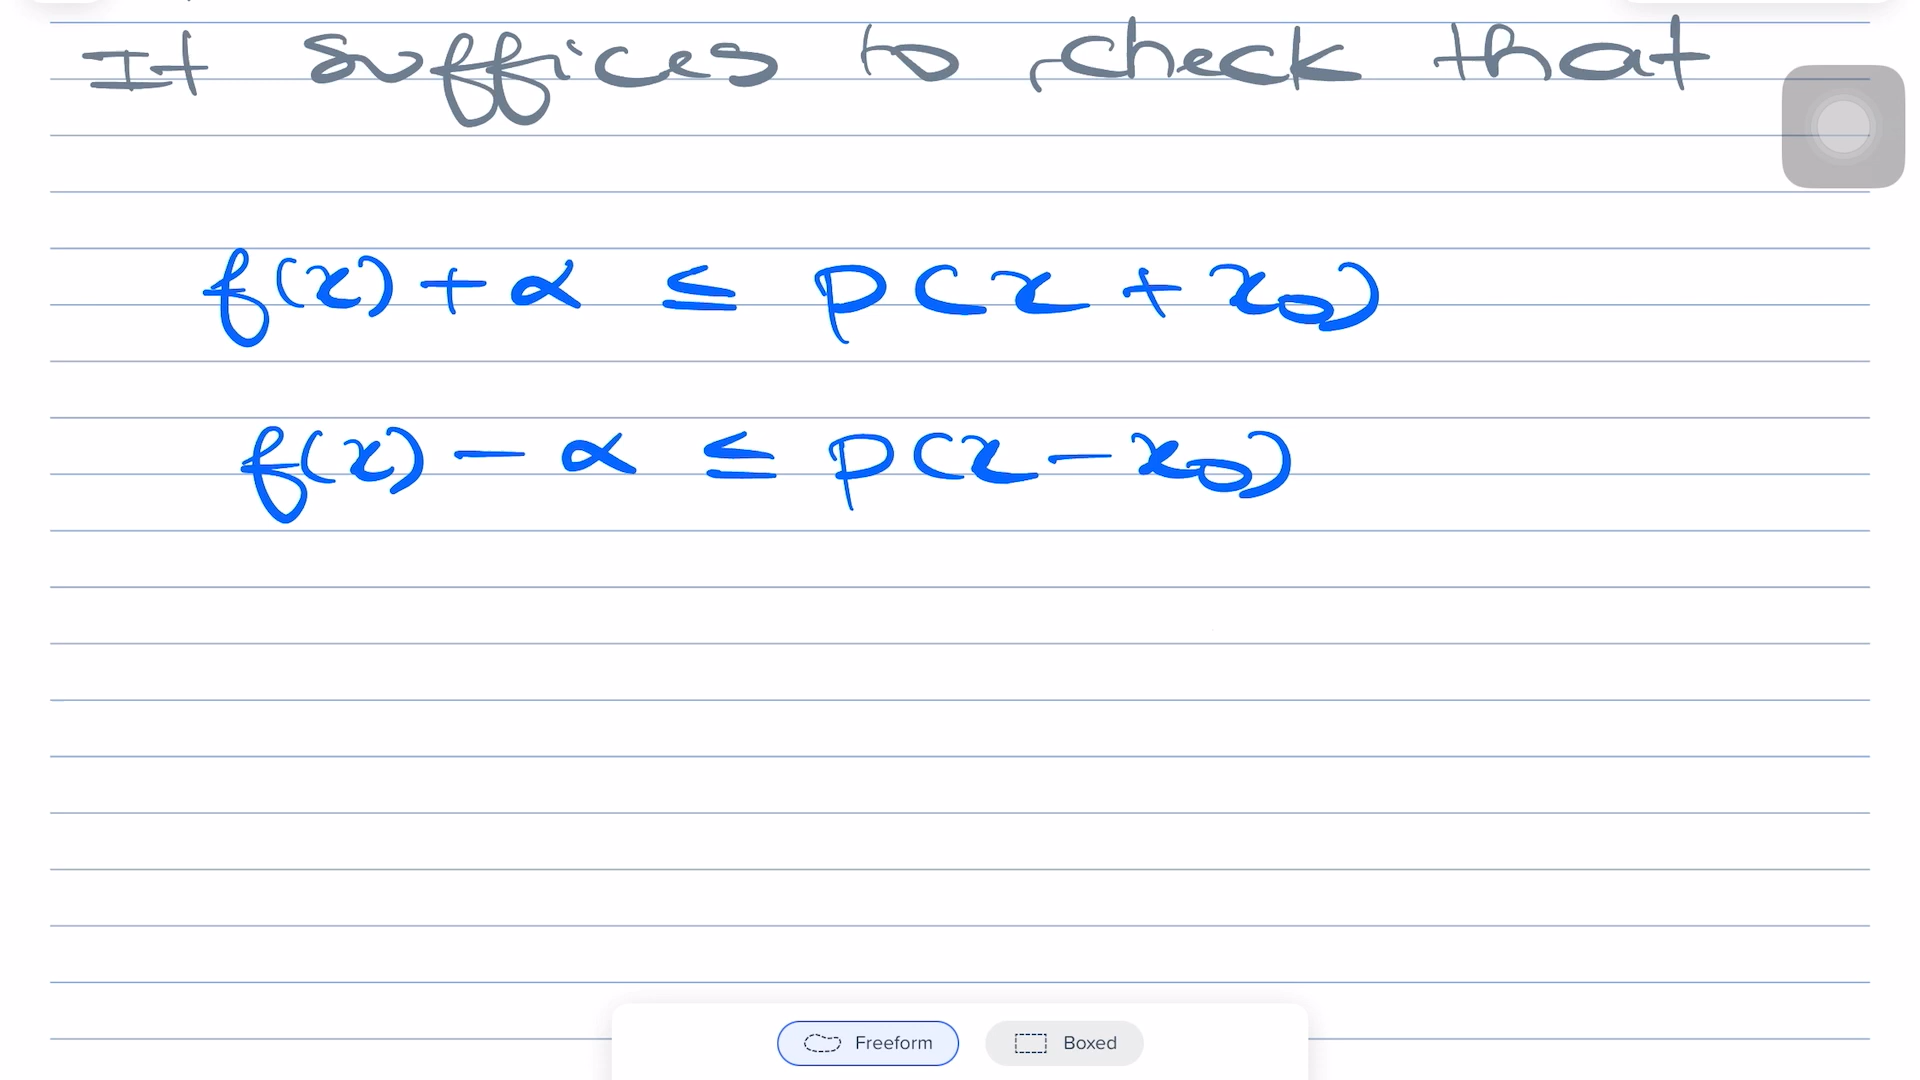 It suffices to check that
f(x) + α ≤ p(x + x₀)
f(x) - α ≤ p(x - x₀)
Freeform Boxed